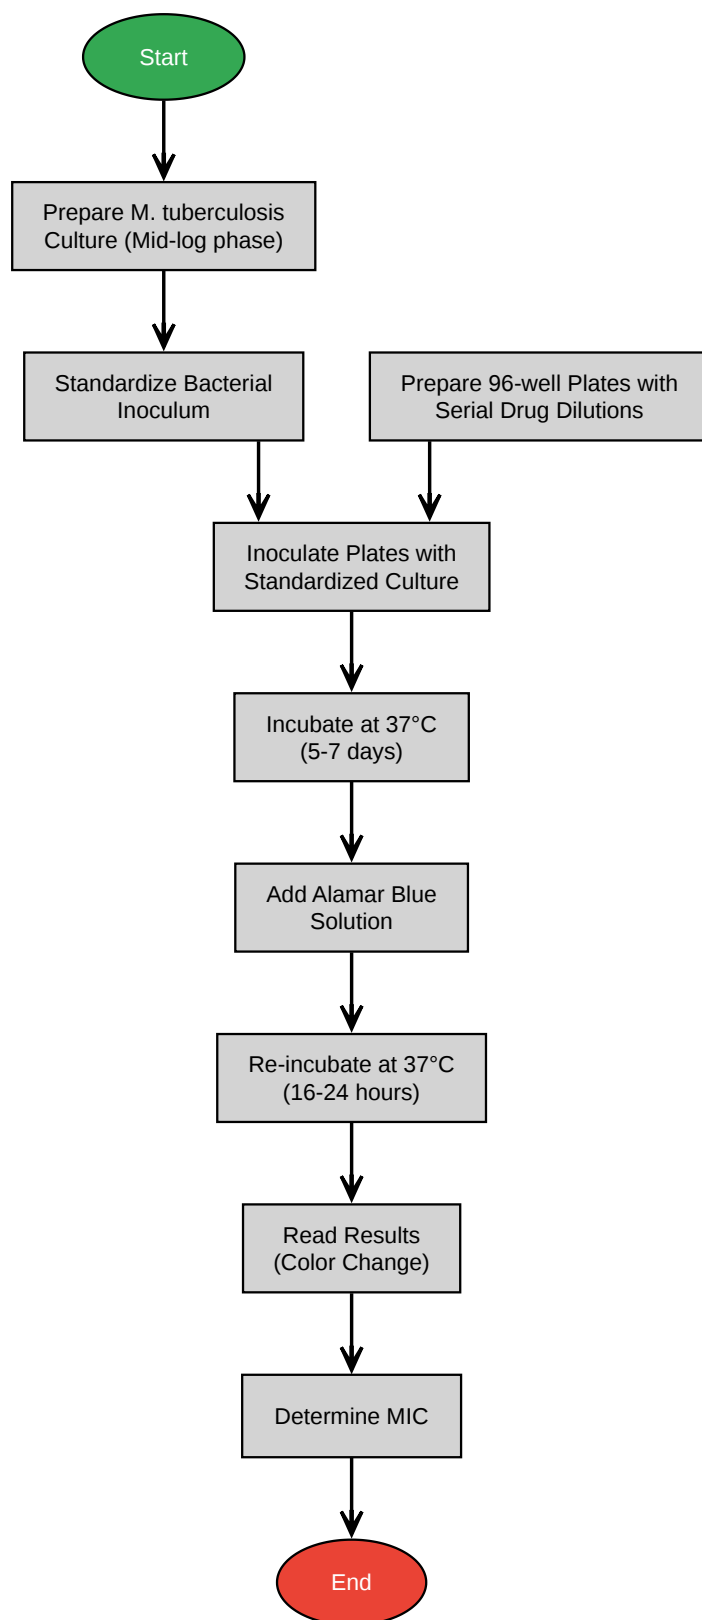 Start
Prepare M. tuberculosis
Culture (Mid-log phase)
Standardize Bacterial
Inoculum
Prepare 96-well Plates with
Serial Drug Dilutions
Inoculate Plates with
Standardized Culture
Incubate at 37°C
(5-7 days)
Add Alamar Blue
Solution
Re-incubate at 37°C
(16-24 hours)
Read Results
(Color Change)
Determine MIC
End